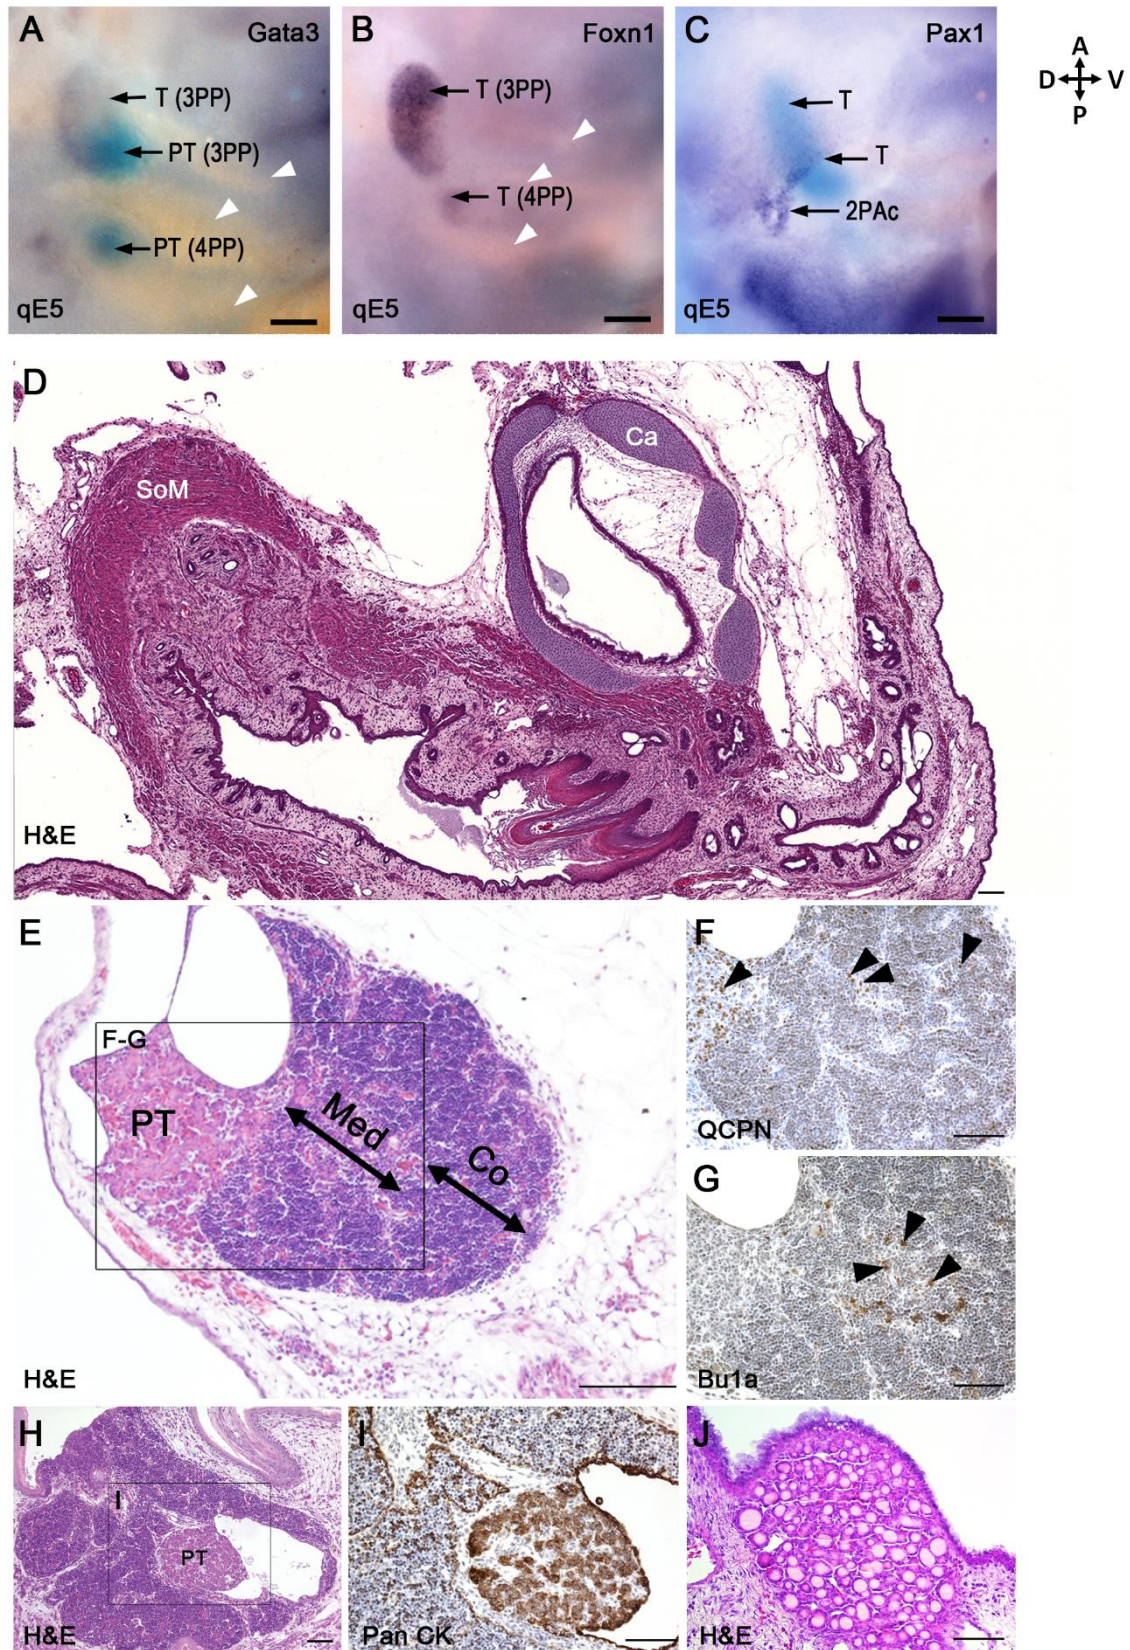 A Gata3
T (3PP)
PT (3PP)
PT (4PP)
qE5
B Foxn1
T (3PP)
T (4PP)
qE5
C Pax1
T
T
2PAc
qE5
A
D V
P
D
SoM
Ca
H&E
E
F-G
PT
Med
Co
H&E
F
QCPN
G
Bu1a
H
I
PT
H&E
I
Pan CK
J
H&E